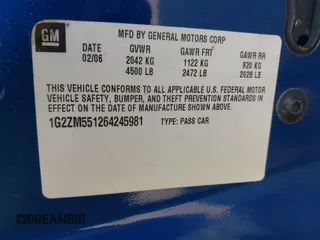 GM
MFD BY GENERAL MOTORS CORP
DATE GVWR GAWR FRT GAWR RR
02/06 2042 KG 1122 KG 920 KG
4500 LB 2472 LB 2028 LB
THIS VEHICLE CONFORMS TO ALL APPLICABLE U.S. FEDERAL MOTOR
VEHICLE SAFETY, BUMPER, AND THEFT PREVENTION STANDARDS IN
EFFECT ON THE DATE OF MANUFACTURE SHOWN ABOVE.
1G2ZM551264245981 TYPE: PASS CAR
DREAMBID